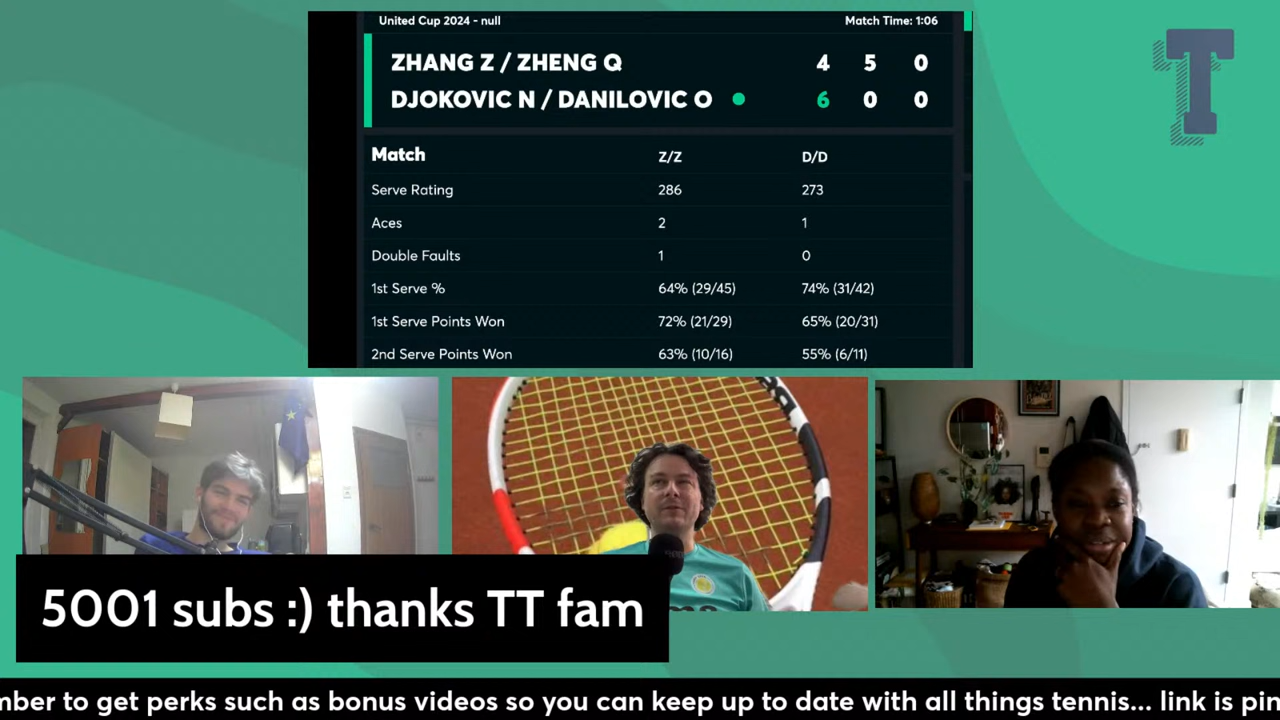 United Cup 2024 - null Match Time: 1:06
ZHANG Z / ZHENG Q 4 5 0
DJOKOVIC N / DANILOVIC O 6 0 0
Match Z/Z D/D
Serve Rating 286 273
Aces 2 1
Double Faults 1 0
1st Serve % 64% (29/45) 74% (31/42)
1st Serve Points Won 72% (21/29) 65% (20/31)
2nd Serve Points Won 63% (10/16) 55% (6/11)
T
5001 subs :) thanks TT fam
mber to get perks such as bonus videos so you can keep up to date with all things tennis... link is pin